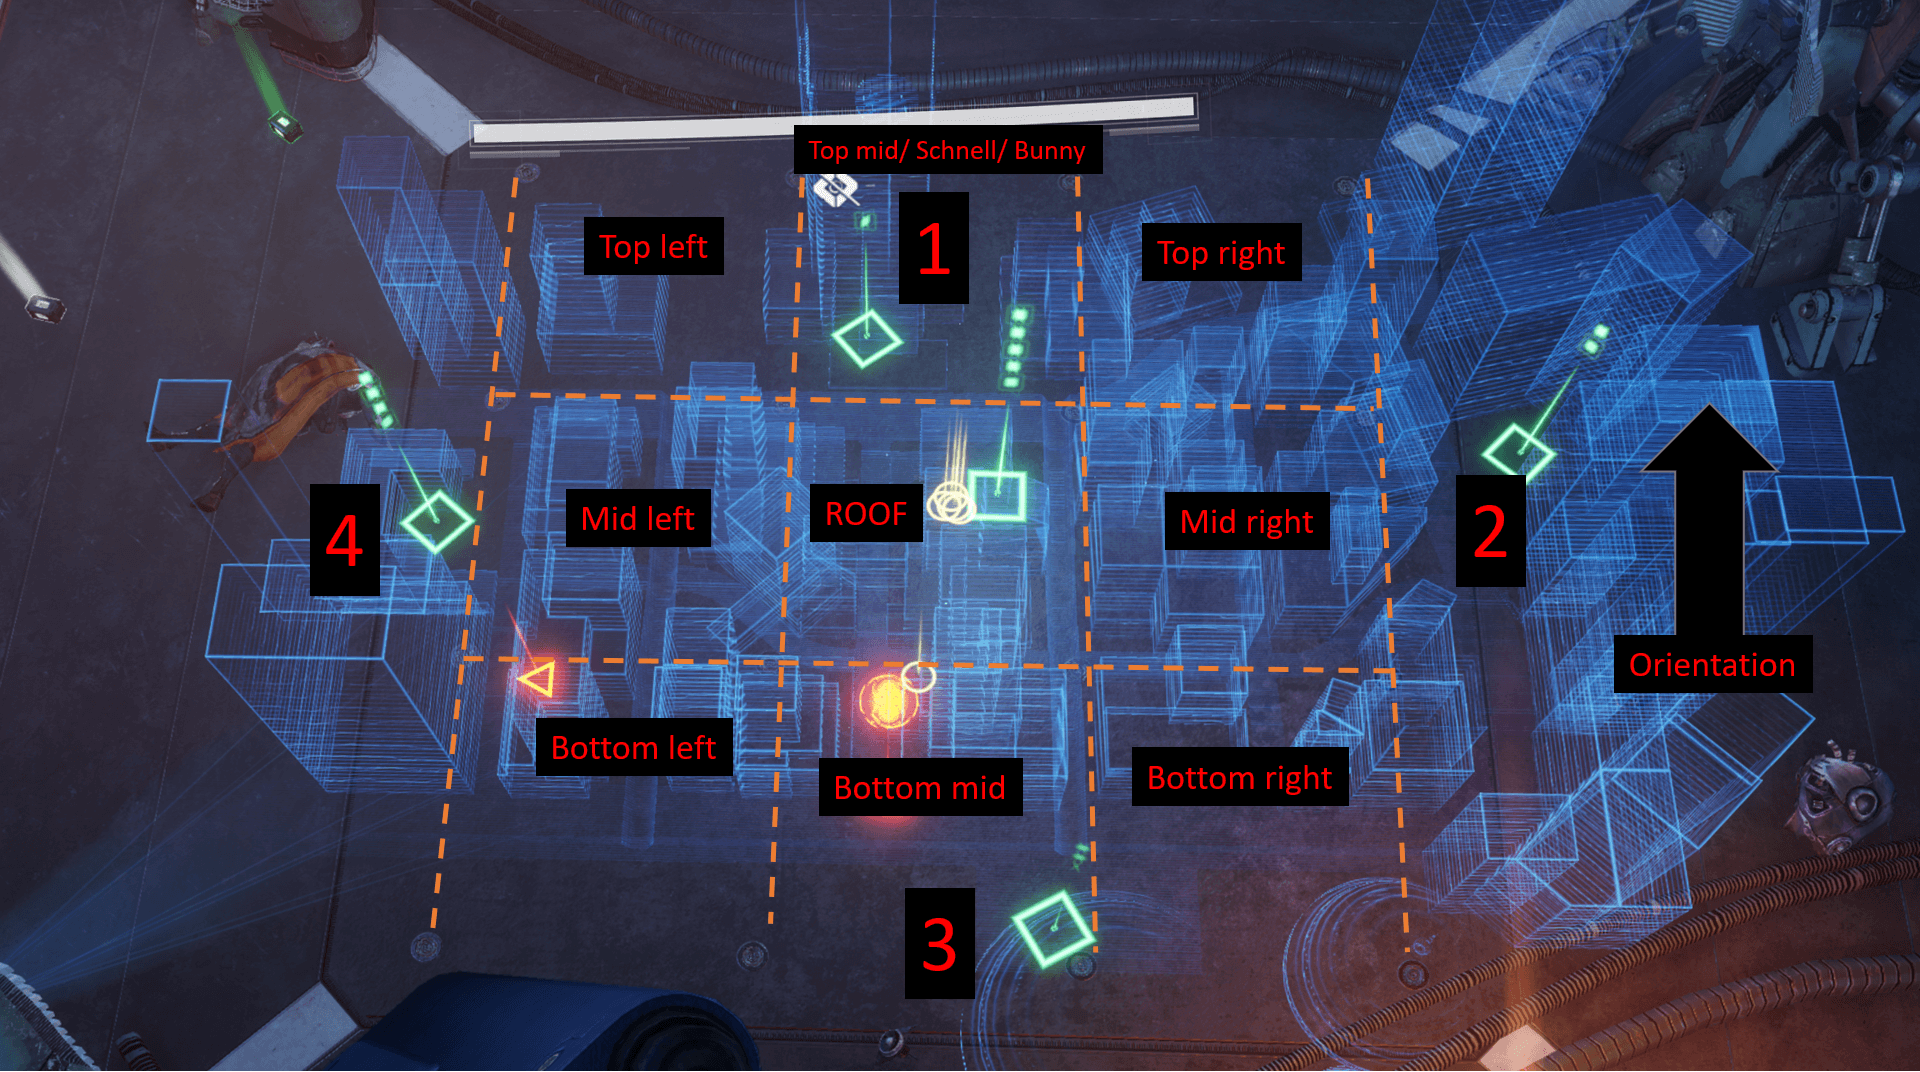 Top mid/ Schnell/ Bunny
1
Top left
Top right
4
Mid left
ROOF
Mid right
2
Orientation
Bottom left
Bottom mid
Bottom right
3